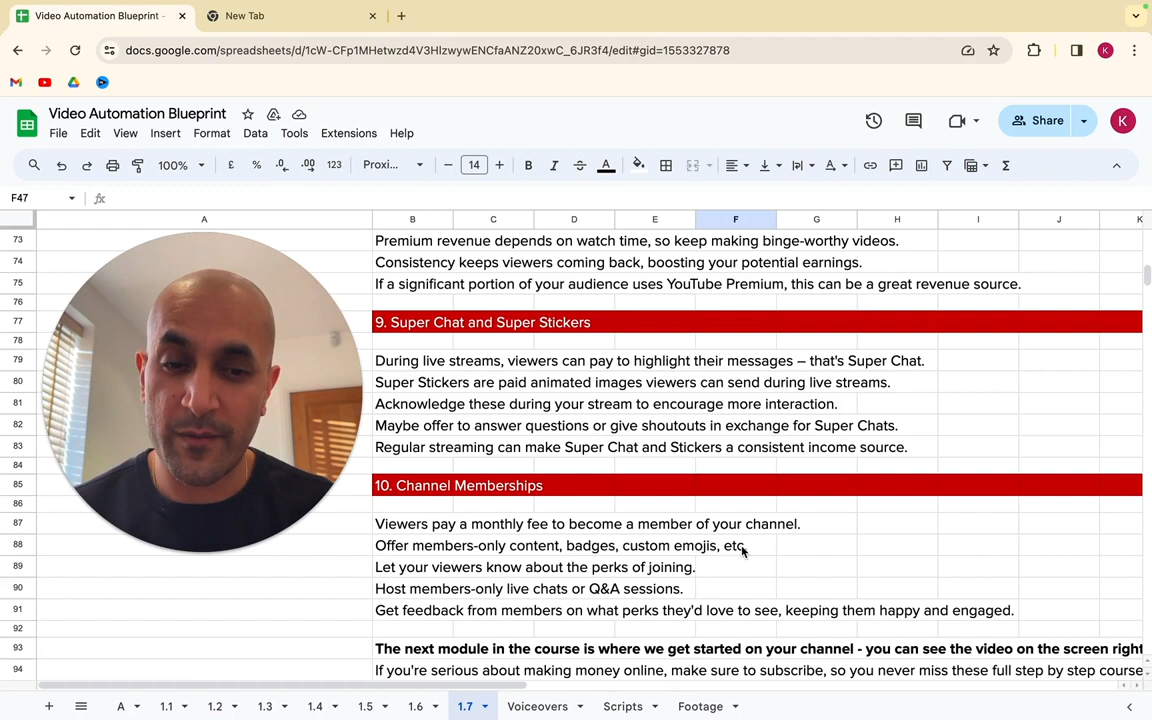 Video Automation Blueprint -
New Tab
docs.google.com/spreadsheets/d/1cW-CFp1MHetwzd4V3HIzwywENCfaANZ20xwC_6JR3f4/edit#gid=1553327878
K
Video Automation Blueprint
File Edit View Insert Format Data Tools Extensions Help
Share
K
100% £ % .0 .00 123 Proxi... 14 B I S A
F47
fx
A B C D E F G H I J K
73 Premium revenue depends on watch time, so keep making binge-worthy videos.
74 Consistency keeps viewers coming back, boosting your potential earnings.
75 If a significant portion of your audience uses YouTube Premium, this can be a great revenue source.
76
77 9. Super Chat and Super Stickers
78
79 During live streams, viewers can pay to highlight their messages – that's Super Chat.
80 Super Stickers are paid animated images viewers can send during live streams.
81 Acknowledge these during your stream to encourage more interaction.
82 Maybe offer to answer questions or give shoutouts in exchange for Super Chats.
83 Regular streaming can make Super Chat and Stickers a consistent income source.
84
85 10. Channel Memberships
86
87 Viewers pay a monthly fee to become a member of your channel.
88 Offer members-only content, badges, custom emojis, etc
89 Let your viewers know about the perks of joining.
90 Host members-only live chats or Q&A sessions.
91 Get feedback from members on what perks they'd love to see, keeping them happy and engaged.
92
93 The next module in the course is where we get started on your channel - you can see the video on the screen right
94 If you're serious about making money online, make sure to subscribe, so you never miss these full step by step course
A 1.1 1.2 1.3 1.4 1.5 1.6 1.7 Voiceovers Scripts Footage